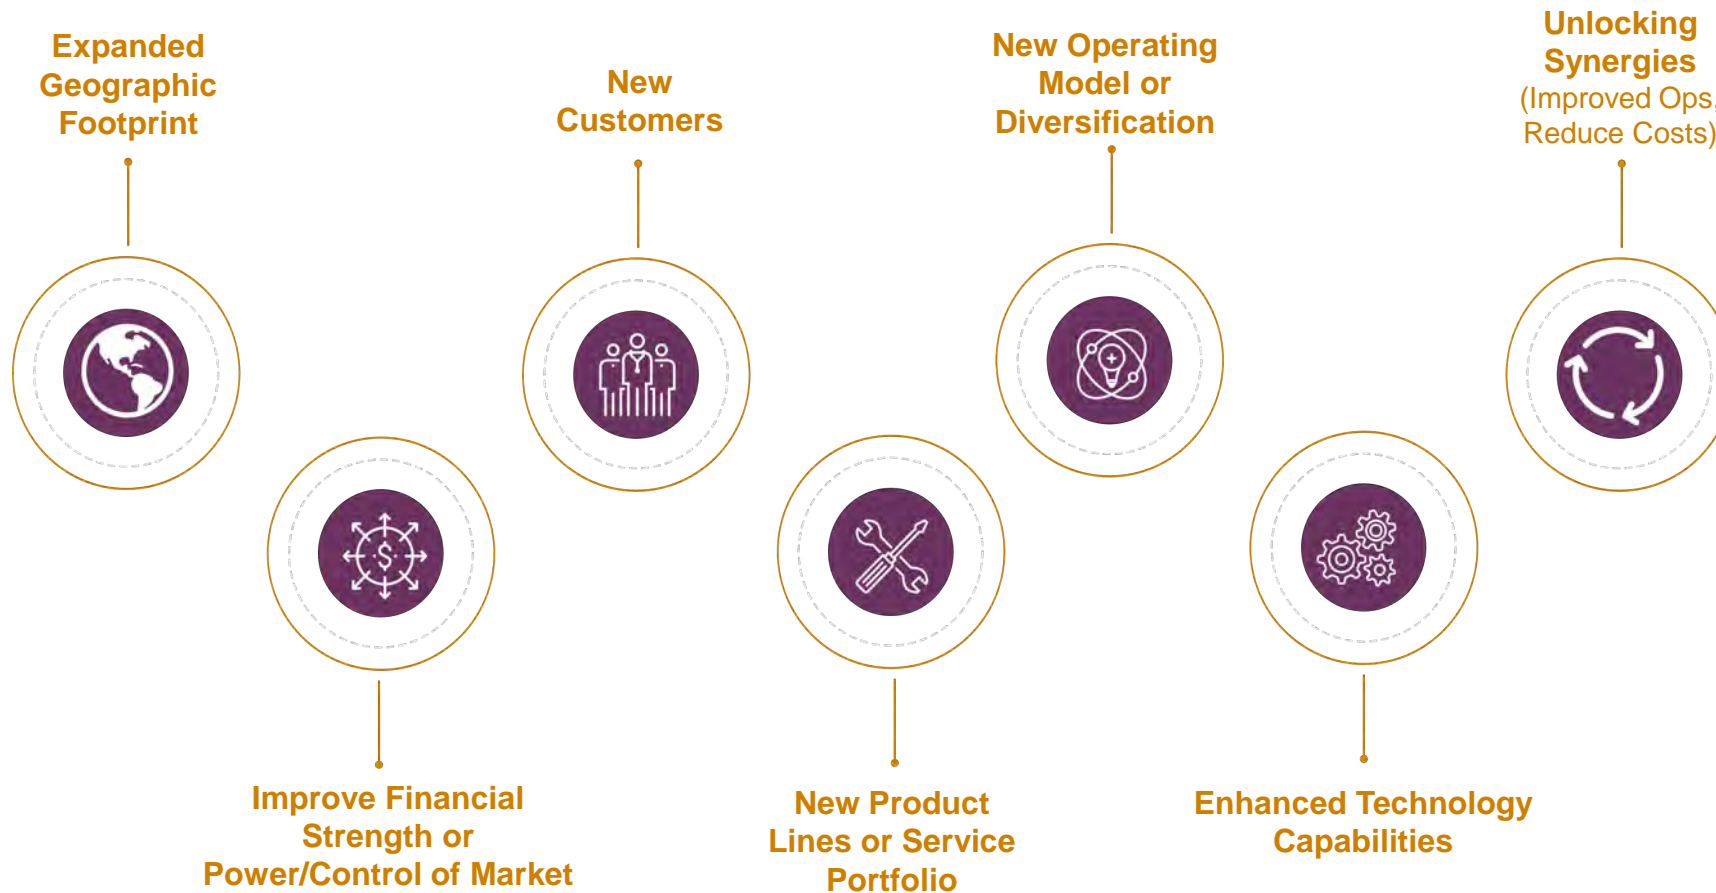 Expanded
Geographic
Footprint
Improve Financial
Strength or
Power/Control of Market
New
Customers
New Product
Lines or Service
Portfolio
New Operating
Model or
Diversification
Enhanced Technology
Capabilities
Unlocking
Synergies
(Improved Ops,
Reduce Costs)
$